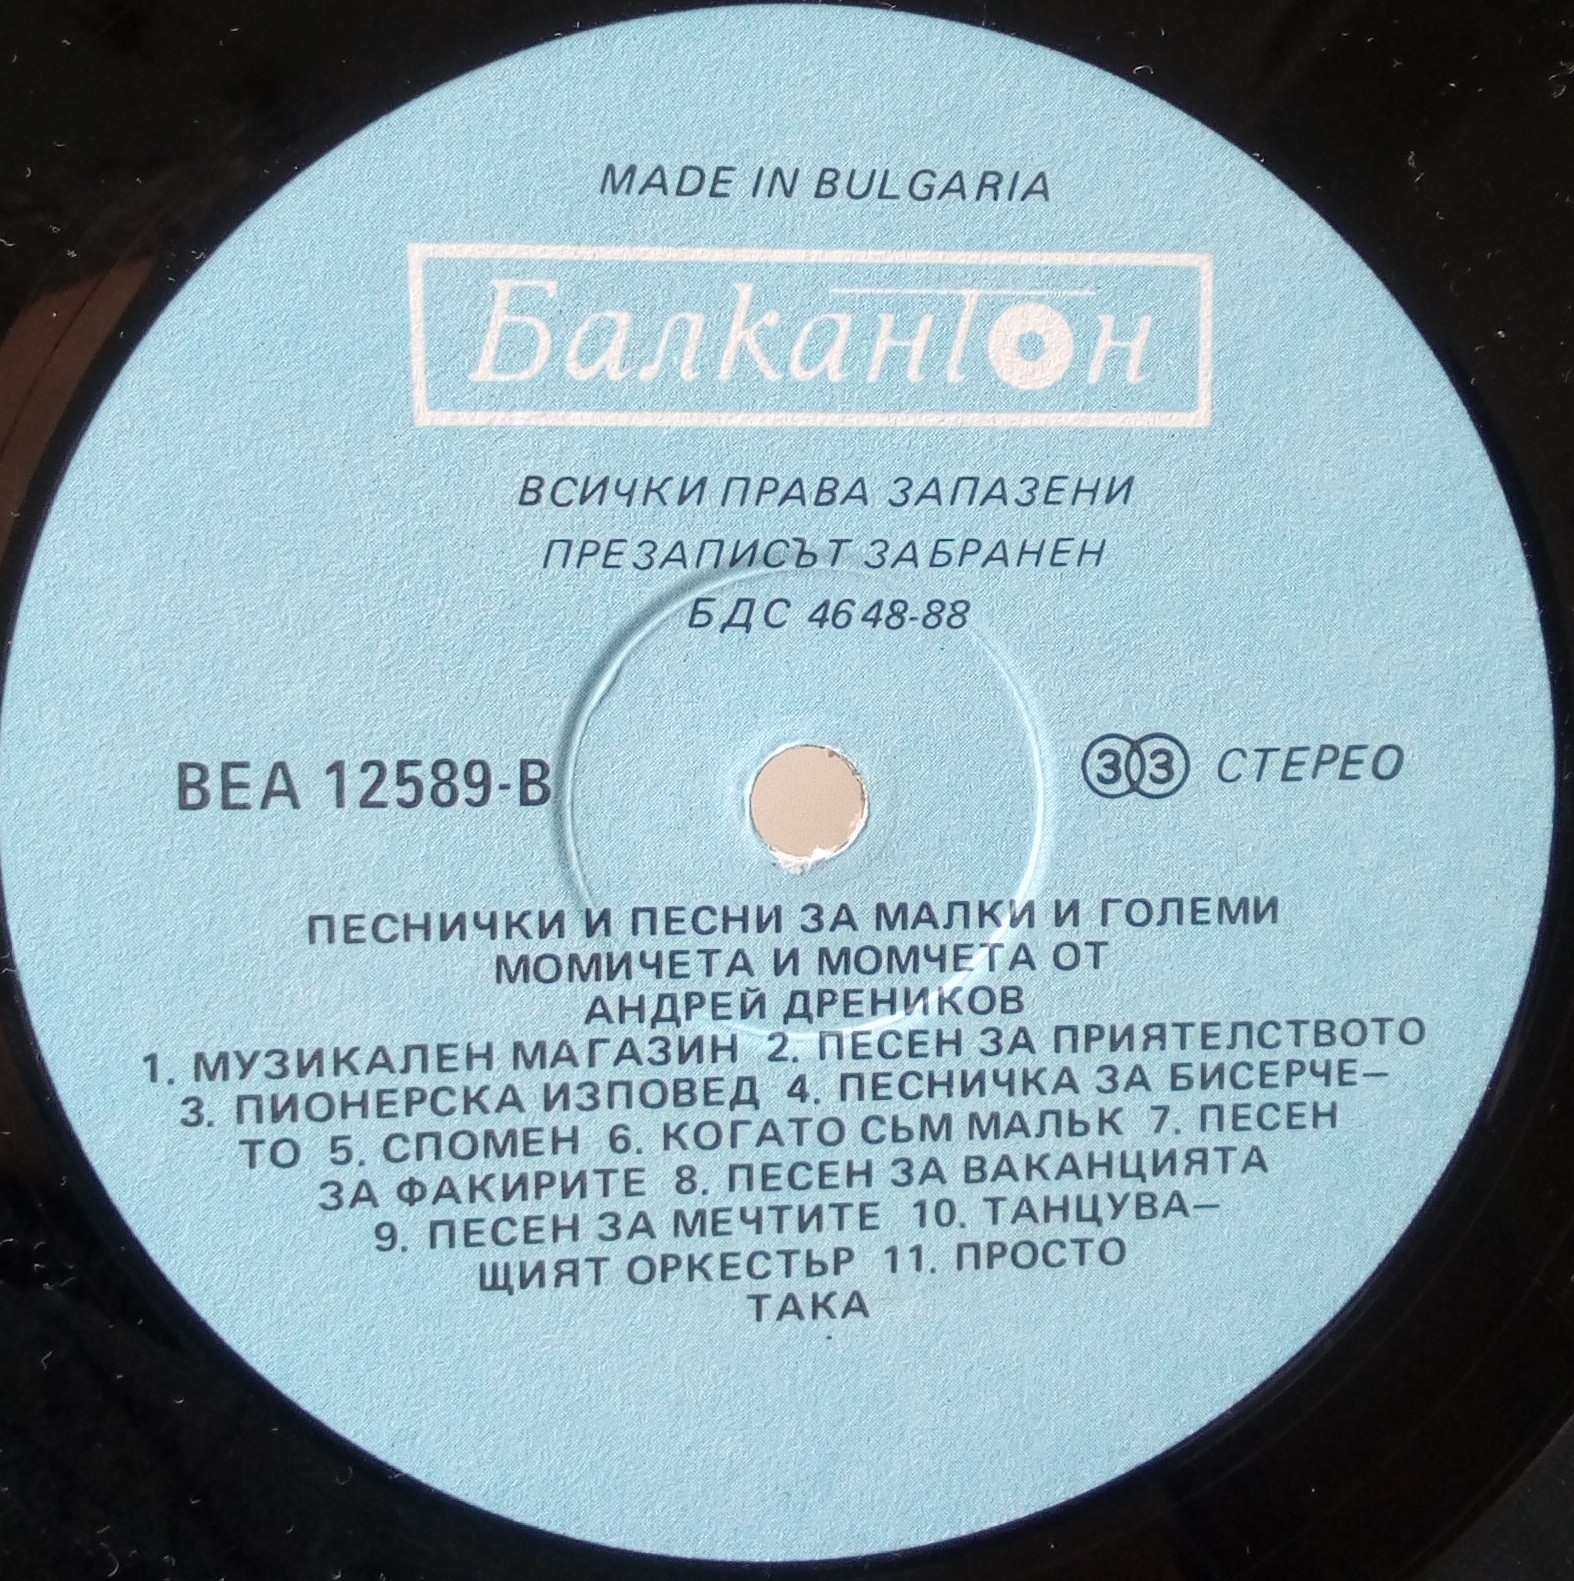 MADE IN BULGARIA
Балкантон
ВСИЧКИ ПРАВА ЗАПАЗЕНИ
ПРЕЗАПИСЪТ ЗАБРАНЕН
БДС 4648-88
ВЕА 12589-В
33 СТЕРЕО
ПЕСНИЧКИ И ПЕСНИ ЗА МАЛКИ И ГОЛЕМИ
МОМИЧЕТА И МОМЧЕТА ОТ
АНДРЕЙ ДРЕНИКОВ
1. МУЗИКАЛЕН МАГАЗИН 2. ПЕСЕН ЗА ПРИЯТЕЛСТВОТО
3. ПИОНЕРСКА ИЗПОВЕД 4. ПЕСНИЧКА ЗА БИСЕРЧЕ–
ТО 5. СПОМЕН 6. КОГАТО СЬМ МАЛЬК 7. ПЕСЕН
ЗА ФАКИРИТЕ 8. ПЕСЕН ЗА ВАКАНЦИЯТА
9. ПЕСЕН ЗА МЕЧТИТЕ 10. ТАНЦУВА–
ЩИЯТ ОРКЕСТЬР 11. ПРОСТО
ТАКА